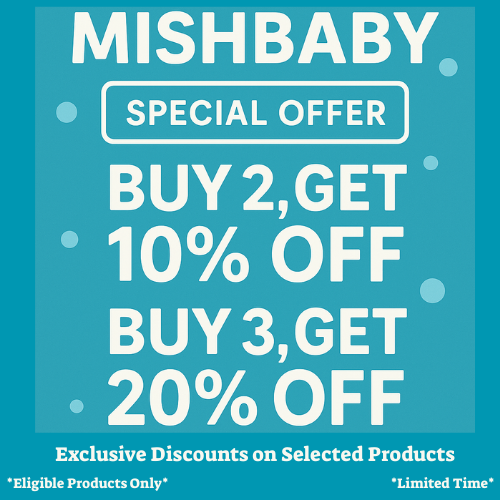 MISHBABY
SPECIAL OFFER
BUY 2, GET
10% OFF
BUY 3, GET
20% OFF
Exclusive Discounts on Selected Products
*Eligible Products Only*
*Limited Time*